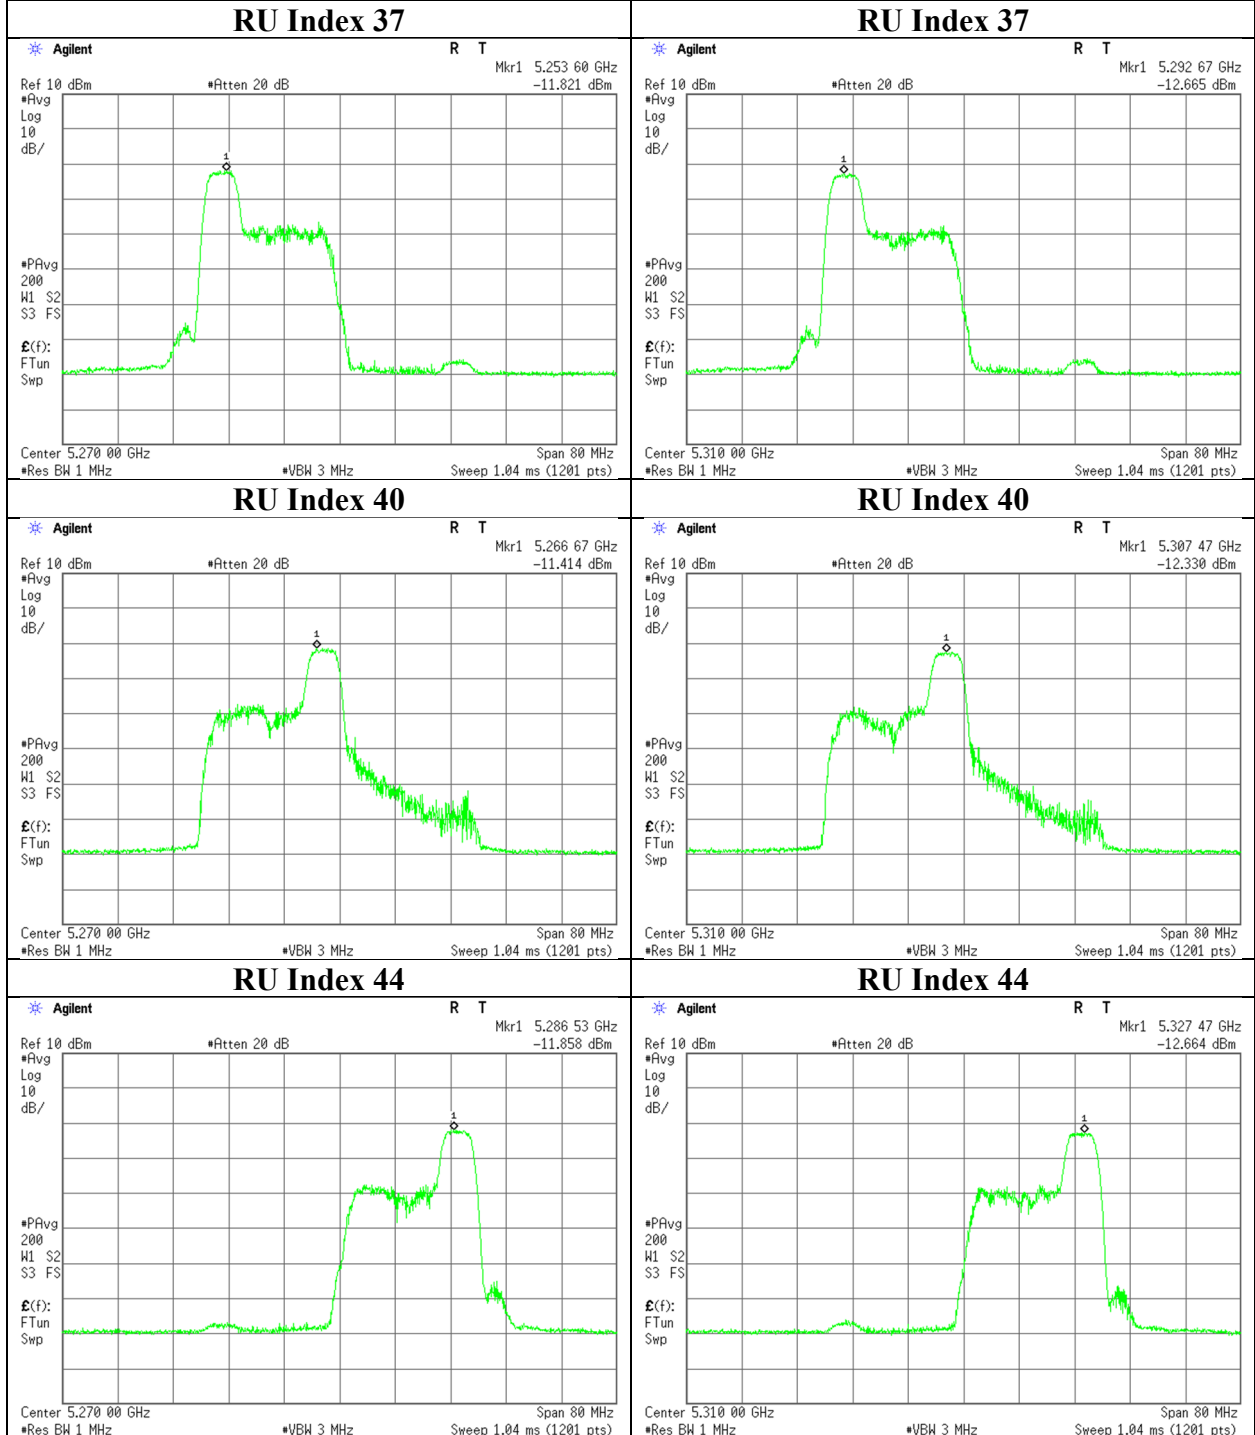 RU Index 37
Agilent
R T
Mkr1 5.253 60 GHz
Ref 10 dBm #Atten 20 dB -11.821 dBm
#Avg
Log
10
dB/
1
#PAvg
200
W1 S2
S3 FS
£(f):
FTun
Swp
Center 5.270 00 GHz Span 80 MHz
#Res BW 1 MHz #VBW 3 MHz Sweep 1.04 ms (1201 pts)
RU Index 37
Agilent
R T
Mkr1 5.292 67 GHz
Ref 10 dBm #Atten 20 dB -12.665 dBm
#Avg
Log
10
dB/
1
#PAvg
200
W1 S2
S3 FS
£(f):
FTun
Swp
Center 5.310 00 GHz Span 80 MHz
#Res BW 1 MHz #VBW 3 MHz Sweep 1.04 ms (1201 pts)
RU Index 40
Agilent
R T
Mkr1 5.266 67 GHz
Ref 10 dBm #Atten 20 dB -11.414 dBm
#Avg
Log
10
dB/
1
#PAvg
200
W1 S2
S3 FS
£(f):
FTun
Swp
Center 5.270 00 GHz Span 80 MHz
#Res BW 1 MHz #VBW 3 MHz Sweep 1.04 ms (1201 pts)
RU Index 40
Agilent
R T
Mkr1 5.307 47 GHz
Ref 10 dBm #Atten 20 dB -12.330 dBm
#Avg
Log
10
dB/
1
#PAvg
200
W1 S2
S3 FS
£(f):
FTun
Swp
Center 5.310 00 GHz Span 80 MHz
#Res BW 1 MHz #VBW 3 MHz Sweep 1.04 ms (1201 pts)
RU Index 44
Agilent
R T
Mkr1 5.286 53 GHz
Ref 10 dBm #Atten 20 dB -11.858 dBm
#Avg
Log
10
dB/
1
#PAvg
200
W1 S2
S3 FS
£(f):
FTun
Swp
Center 5.270 00 GHz Span 80 MHz
#Res BW 1 MHz #VBW 3 MHz Sweep 1.04 ms (1201 pts)
RU Index 44
Agilent
R T
Mkr1 5.327 47 GHz
Ref 10 dBm #Atten 20 dB -12.664 dBm
#Avg
Log
10
dB/
1
#PAvg
200
W1 S2
S3 FS
£(f):
FTun
Swp
Center 5.310 00 GHz Span 80 MHz
#Res BW 1 MHz #VBW 3 MHz Sweep 1.04 ms (1201 pts)